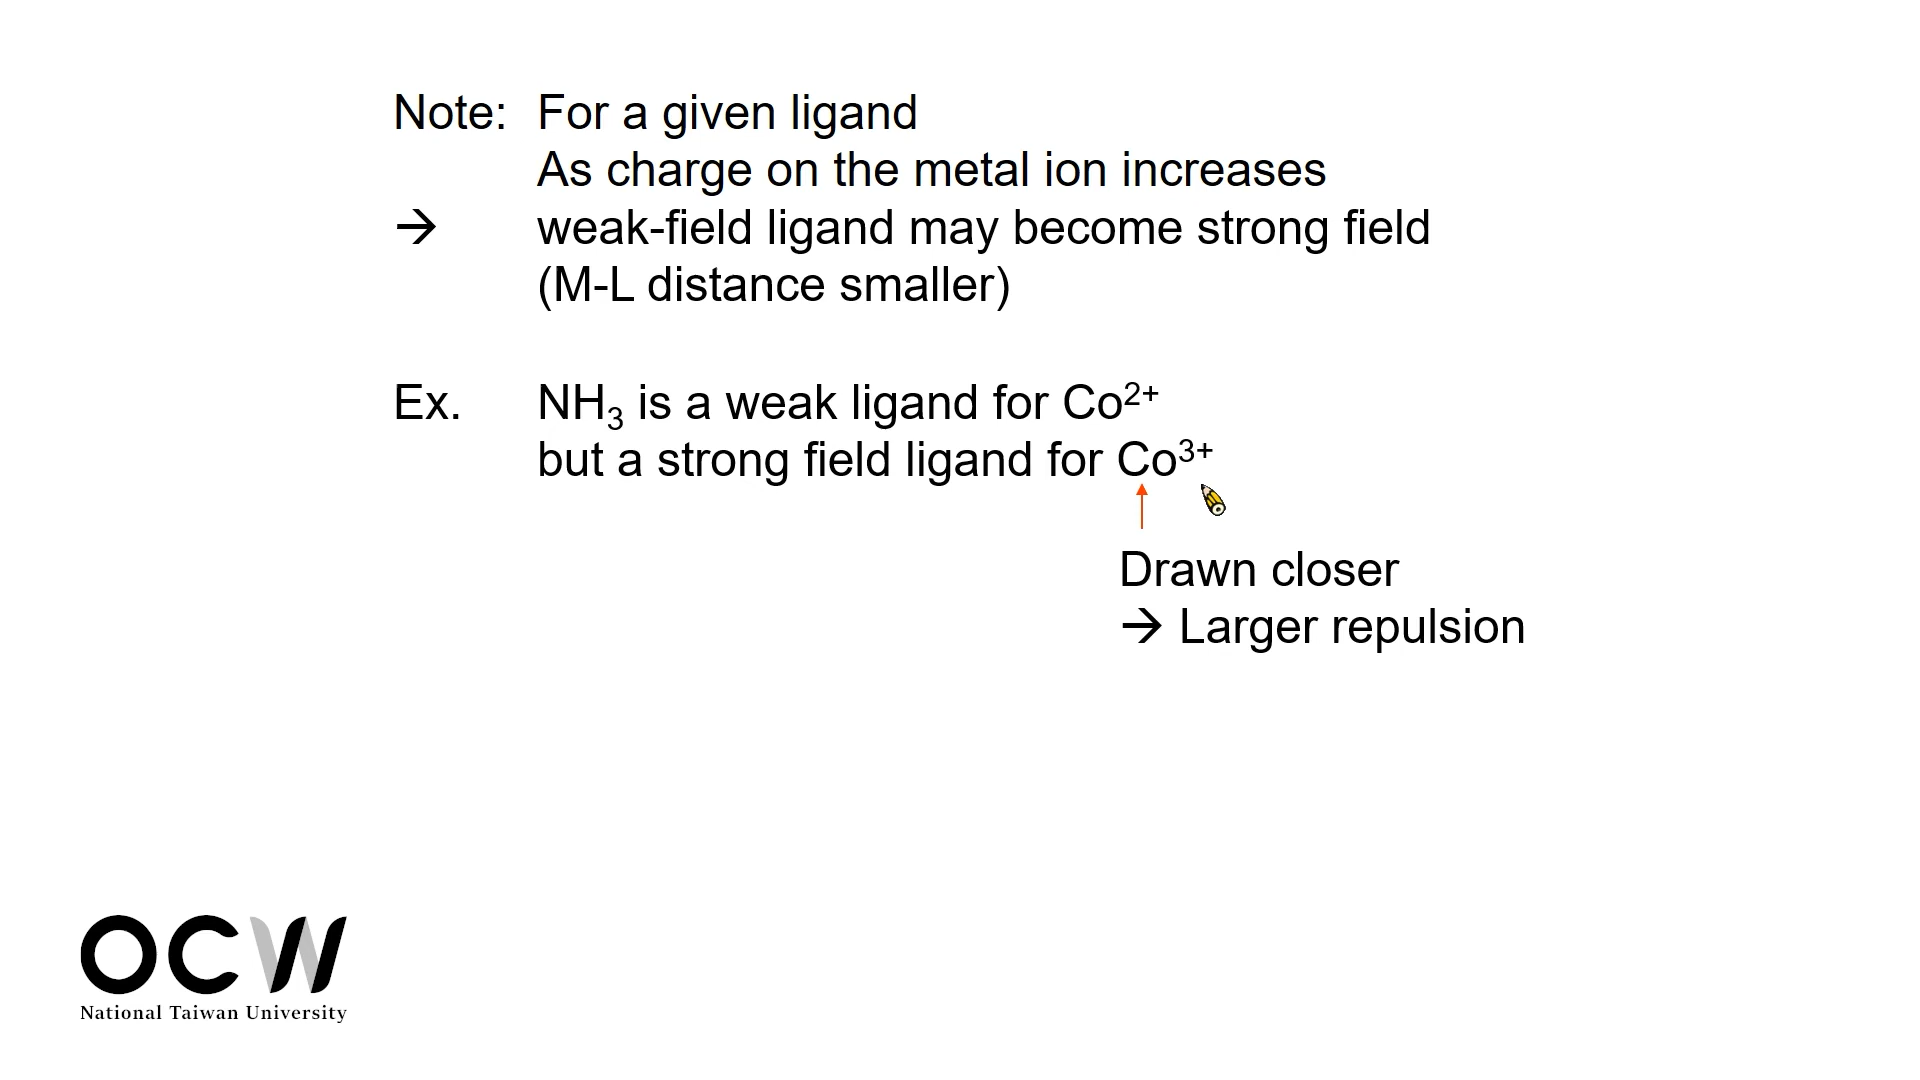 Note: For a given ligand
As charge on the metal ion increases
→ weak-field ligand may become strong field
(M-L distance smaller)
Ex. NH₃ is a weak ligand for Co²⁺
but a strong field ligand for Co³⁺
Drawn closer
→ Larger repulsion
OCW
National Taiwan University